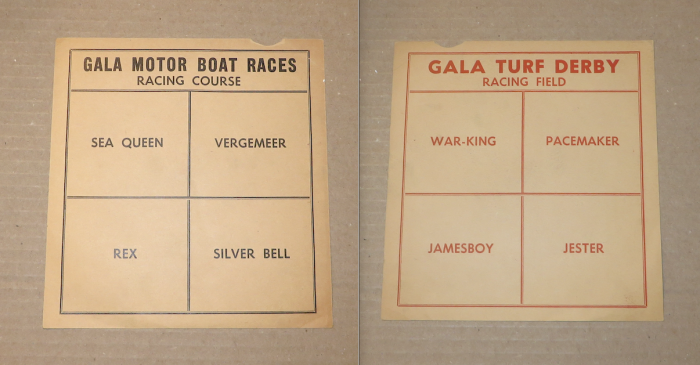 GALA MOTOR BOAT RACES
RACING COURSE
SEA QUEEN
VERGEMEER
REX
SILVER BELL
GALA TURF DERBY
RACING FIELD
WAR-KING
PACEMAKER
JAMESBOY
JESTER